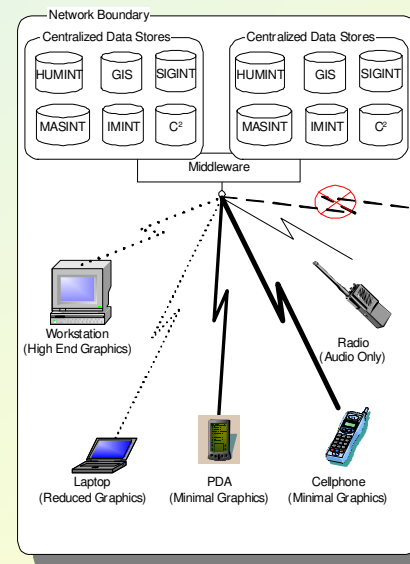 Network Boundary
Centralized Data Stores
HUMINT GIS SIGINT
MASINT IMINT C²
Centralized Data Stores
HUMINT GIS SIGINT
MASINT IMINT C²
Middleware
Workstation
(High End Graphics)
Radio
(Audio Only)
Laptop
(Reduced Graphics)
PDA
(Minimal Graphics)
Cellphone
(Minimal Graphics)